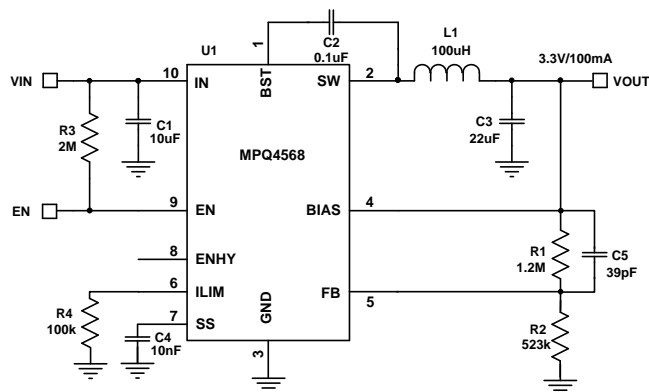 U1
1
BST
C2
0.1uF
L1
100uH
3.3V/100mA
VIN
10
IN
SW
2
VOUT
R3
2M
C1
10uF
MPQ4568
C3
22uF
EN
9
EN
BIAS
4
8
ENHY
R1
1.2M
C5
39pF
6
ILIM
FB
5
R4
100k
7
SS
GND
C4
10nF
3
R2
523k